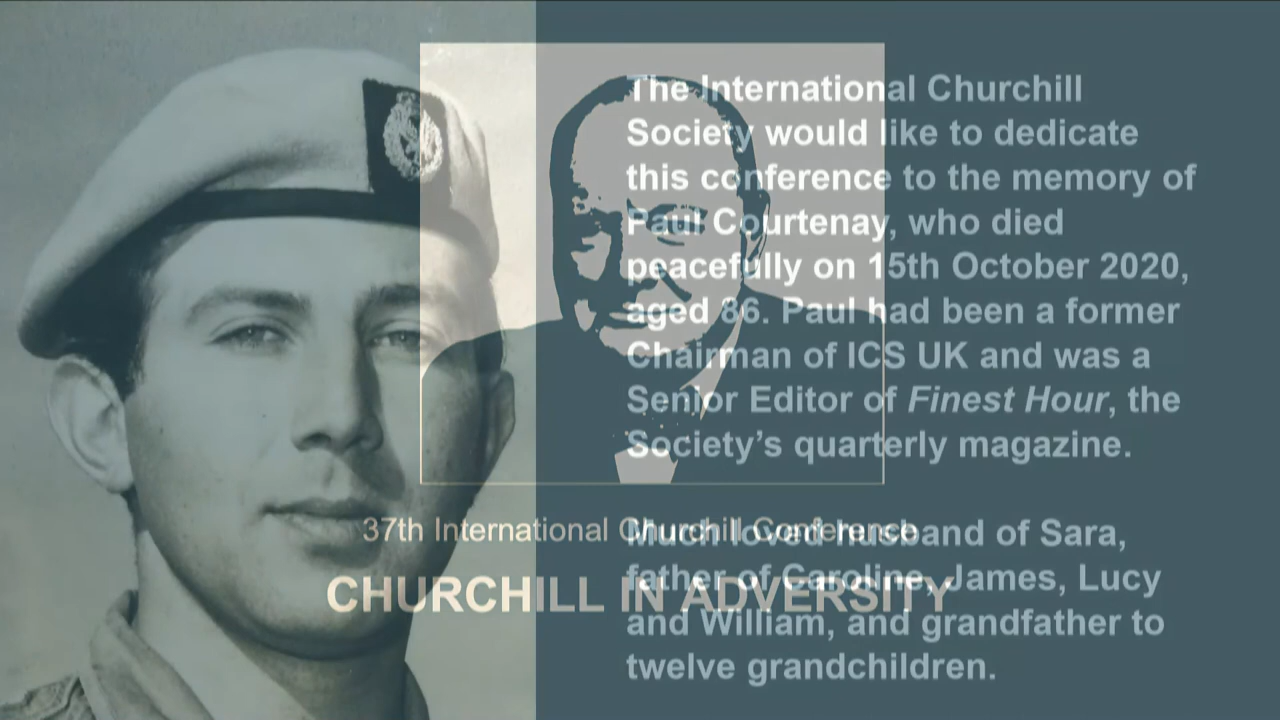 The International Churchill
Society would like to dedicate
this conference to the memory of
Paul Courtenay, who died
peacefully on 15th October 2020,
aged 86. Paul had been a former
Chairman of ICS UK and was a
Senior Editor of Finest Hour, the
Society’s quarterly magazine.
Much loved husband of Sara,
father of Caroline, James, Lucy
and William, and grandfather to
twelve grandchildren.
37th International Churchill Conference
CHURCHILL IN ADVERSITY